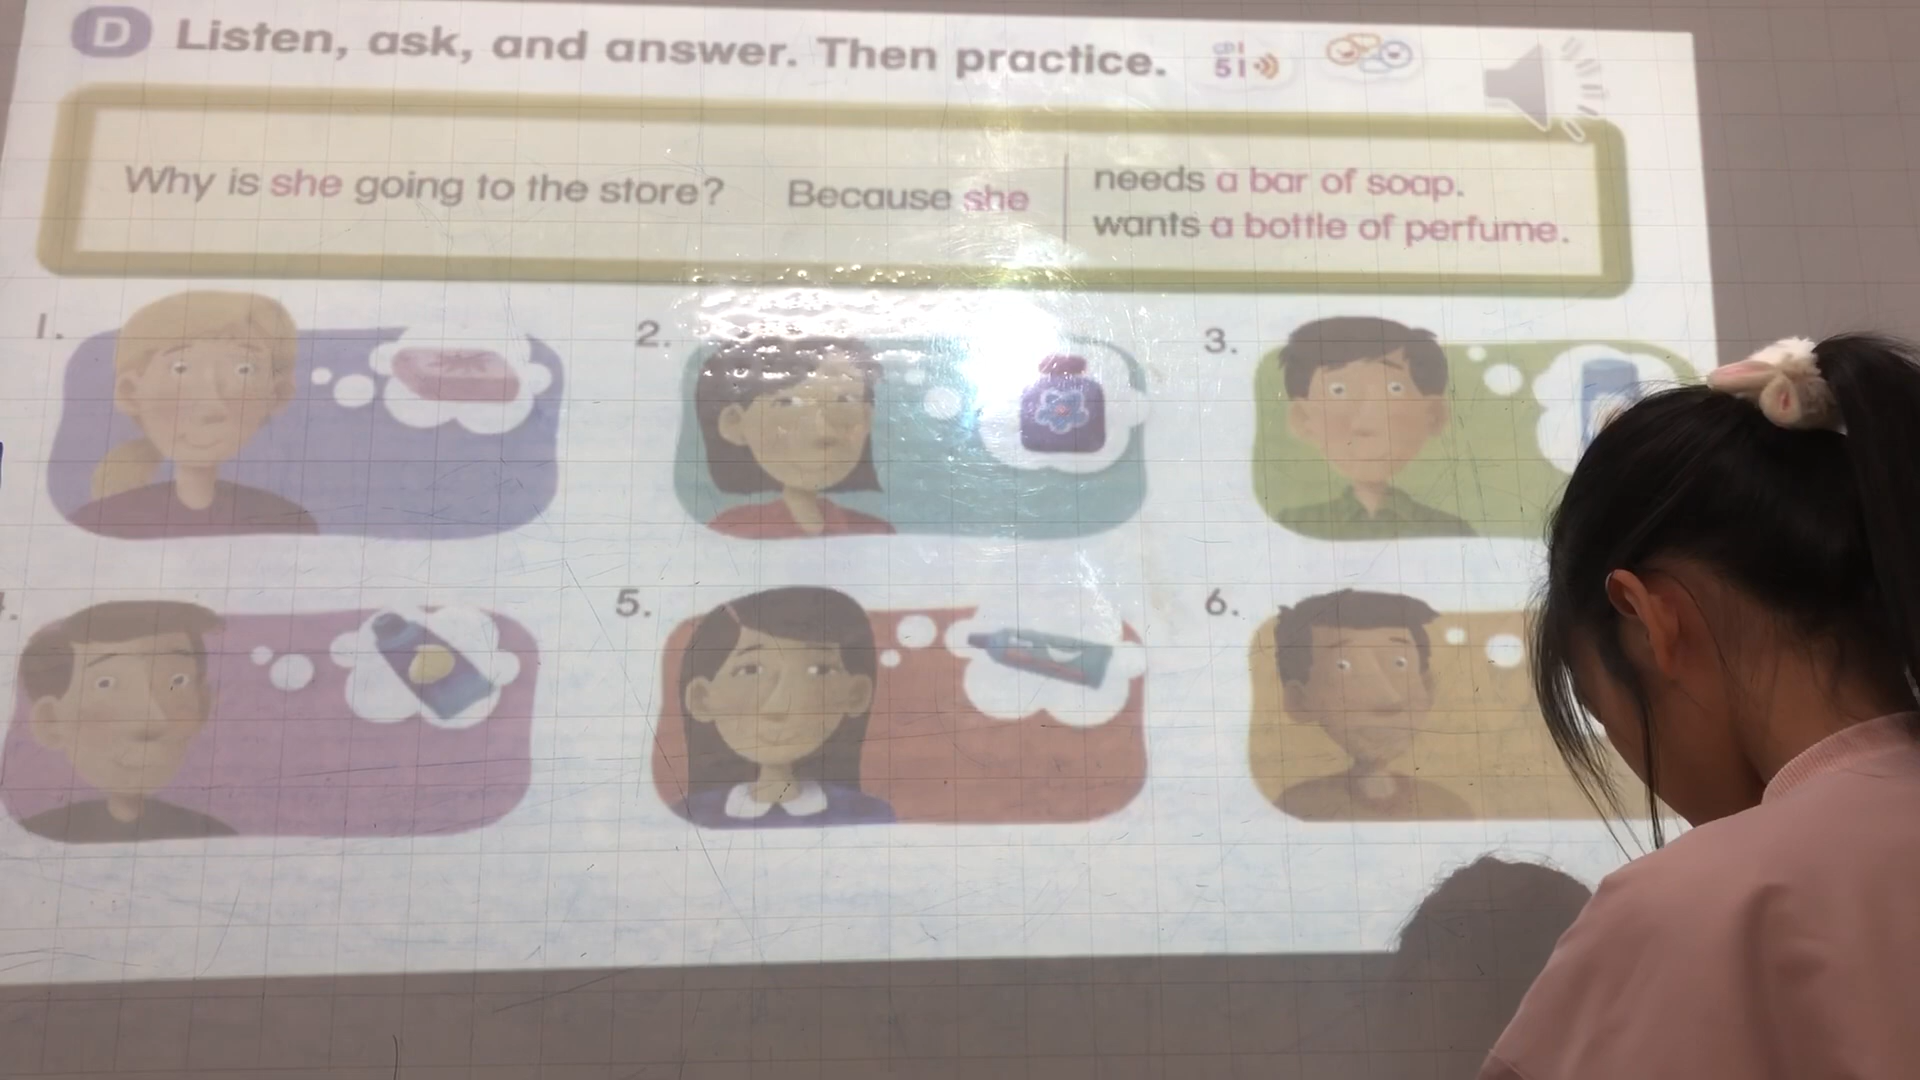 D Listen, ask, and answer. Then practice. CD1 51
Why is she going to the store? Because she
needs a bar of soap.
wants a bottle of perfume.
1.
2.
3.
5.
6.